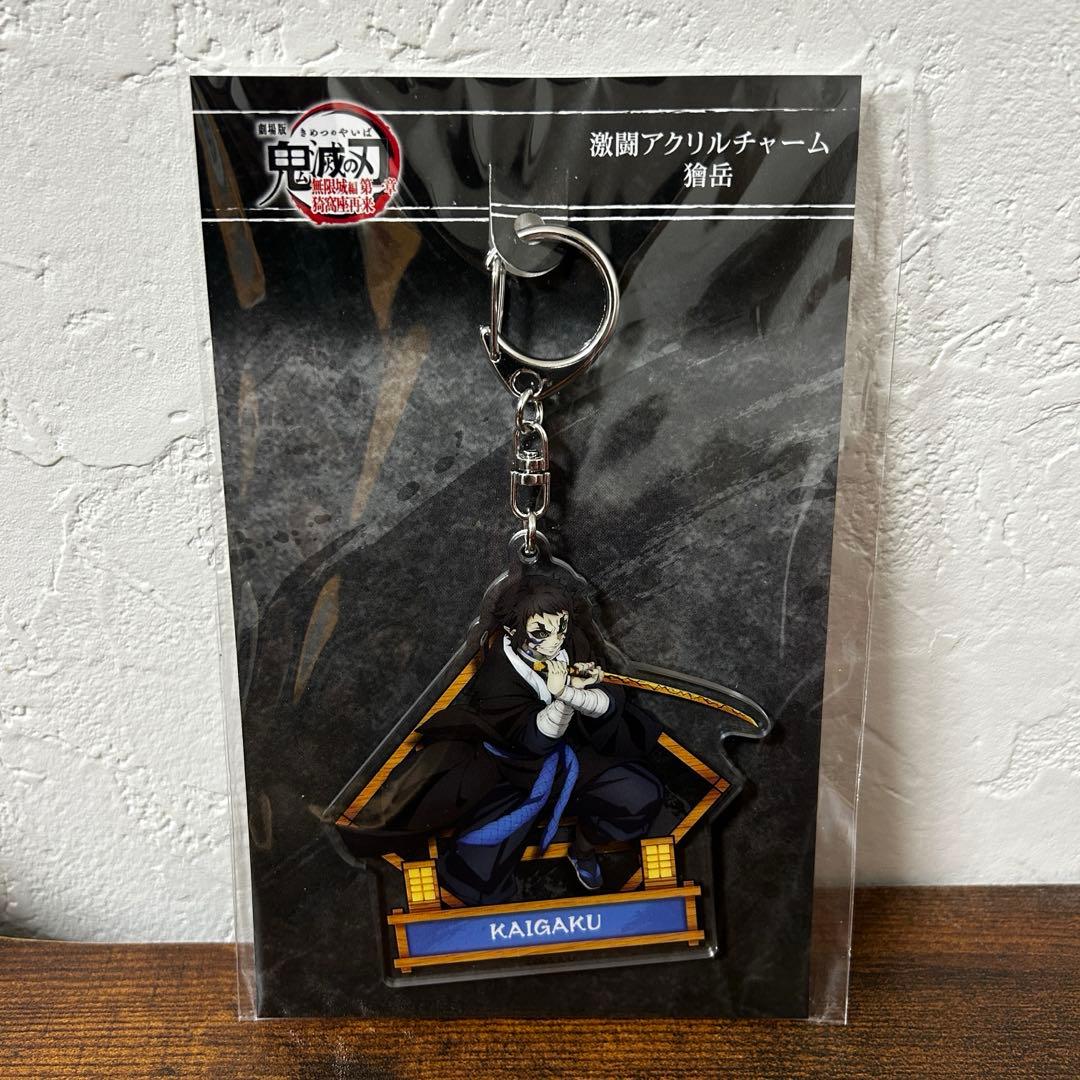 劇場版
きめつのやいば
鬼滅の刃
無限城編 第一章
猗窩座再来
激闘アクリルチャーム
獪岳
KAIGAKU